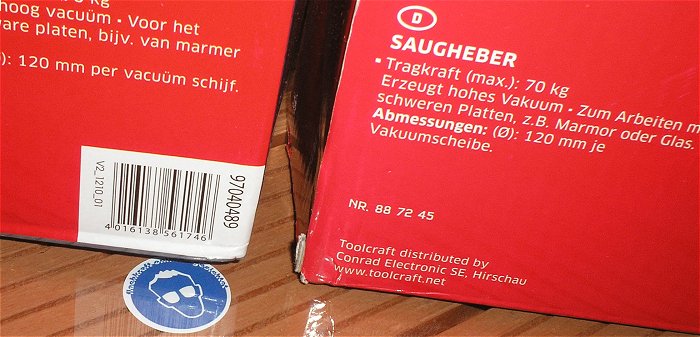 hoog vacuüm • Voor het
platen, bijv. van marmer
120 mm per vacuüm schijf.
97040489
V2_1210_01
4 016138 561746
D
SAUGHEBER
• Tragkraft (max.): 70 kg
Erzeugt hohes Vakuum • Zum Arbeiten
schweren Platten, z.B. Marmor oder Glas.
Abmessungen: (Ø): 120 mm je
Vakuumscheibe.
NR. 88 72 45
Toolcraft distributed by
Conrad Electronic SE, Hirschau
www.toolcraft.net